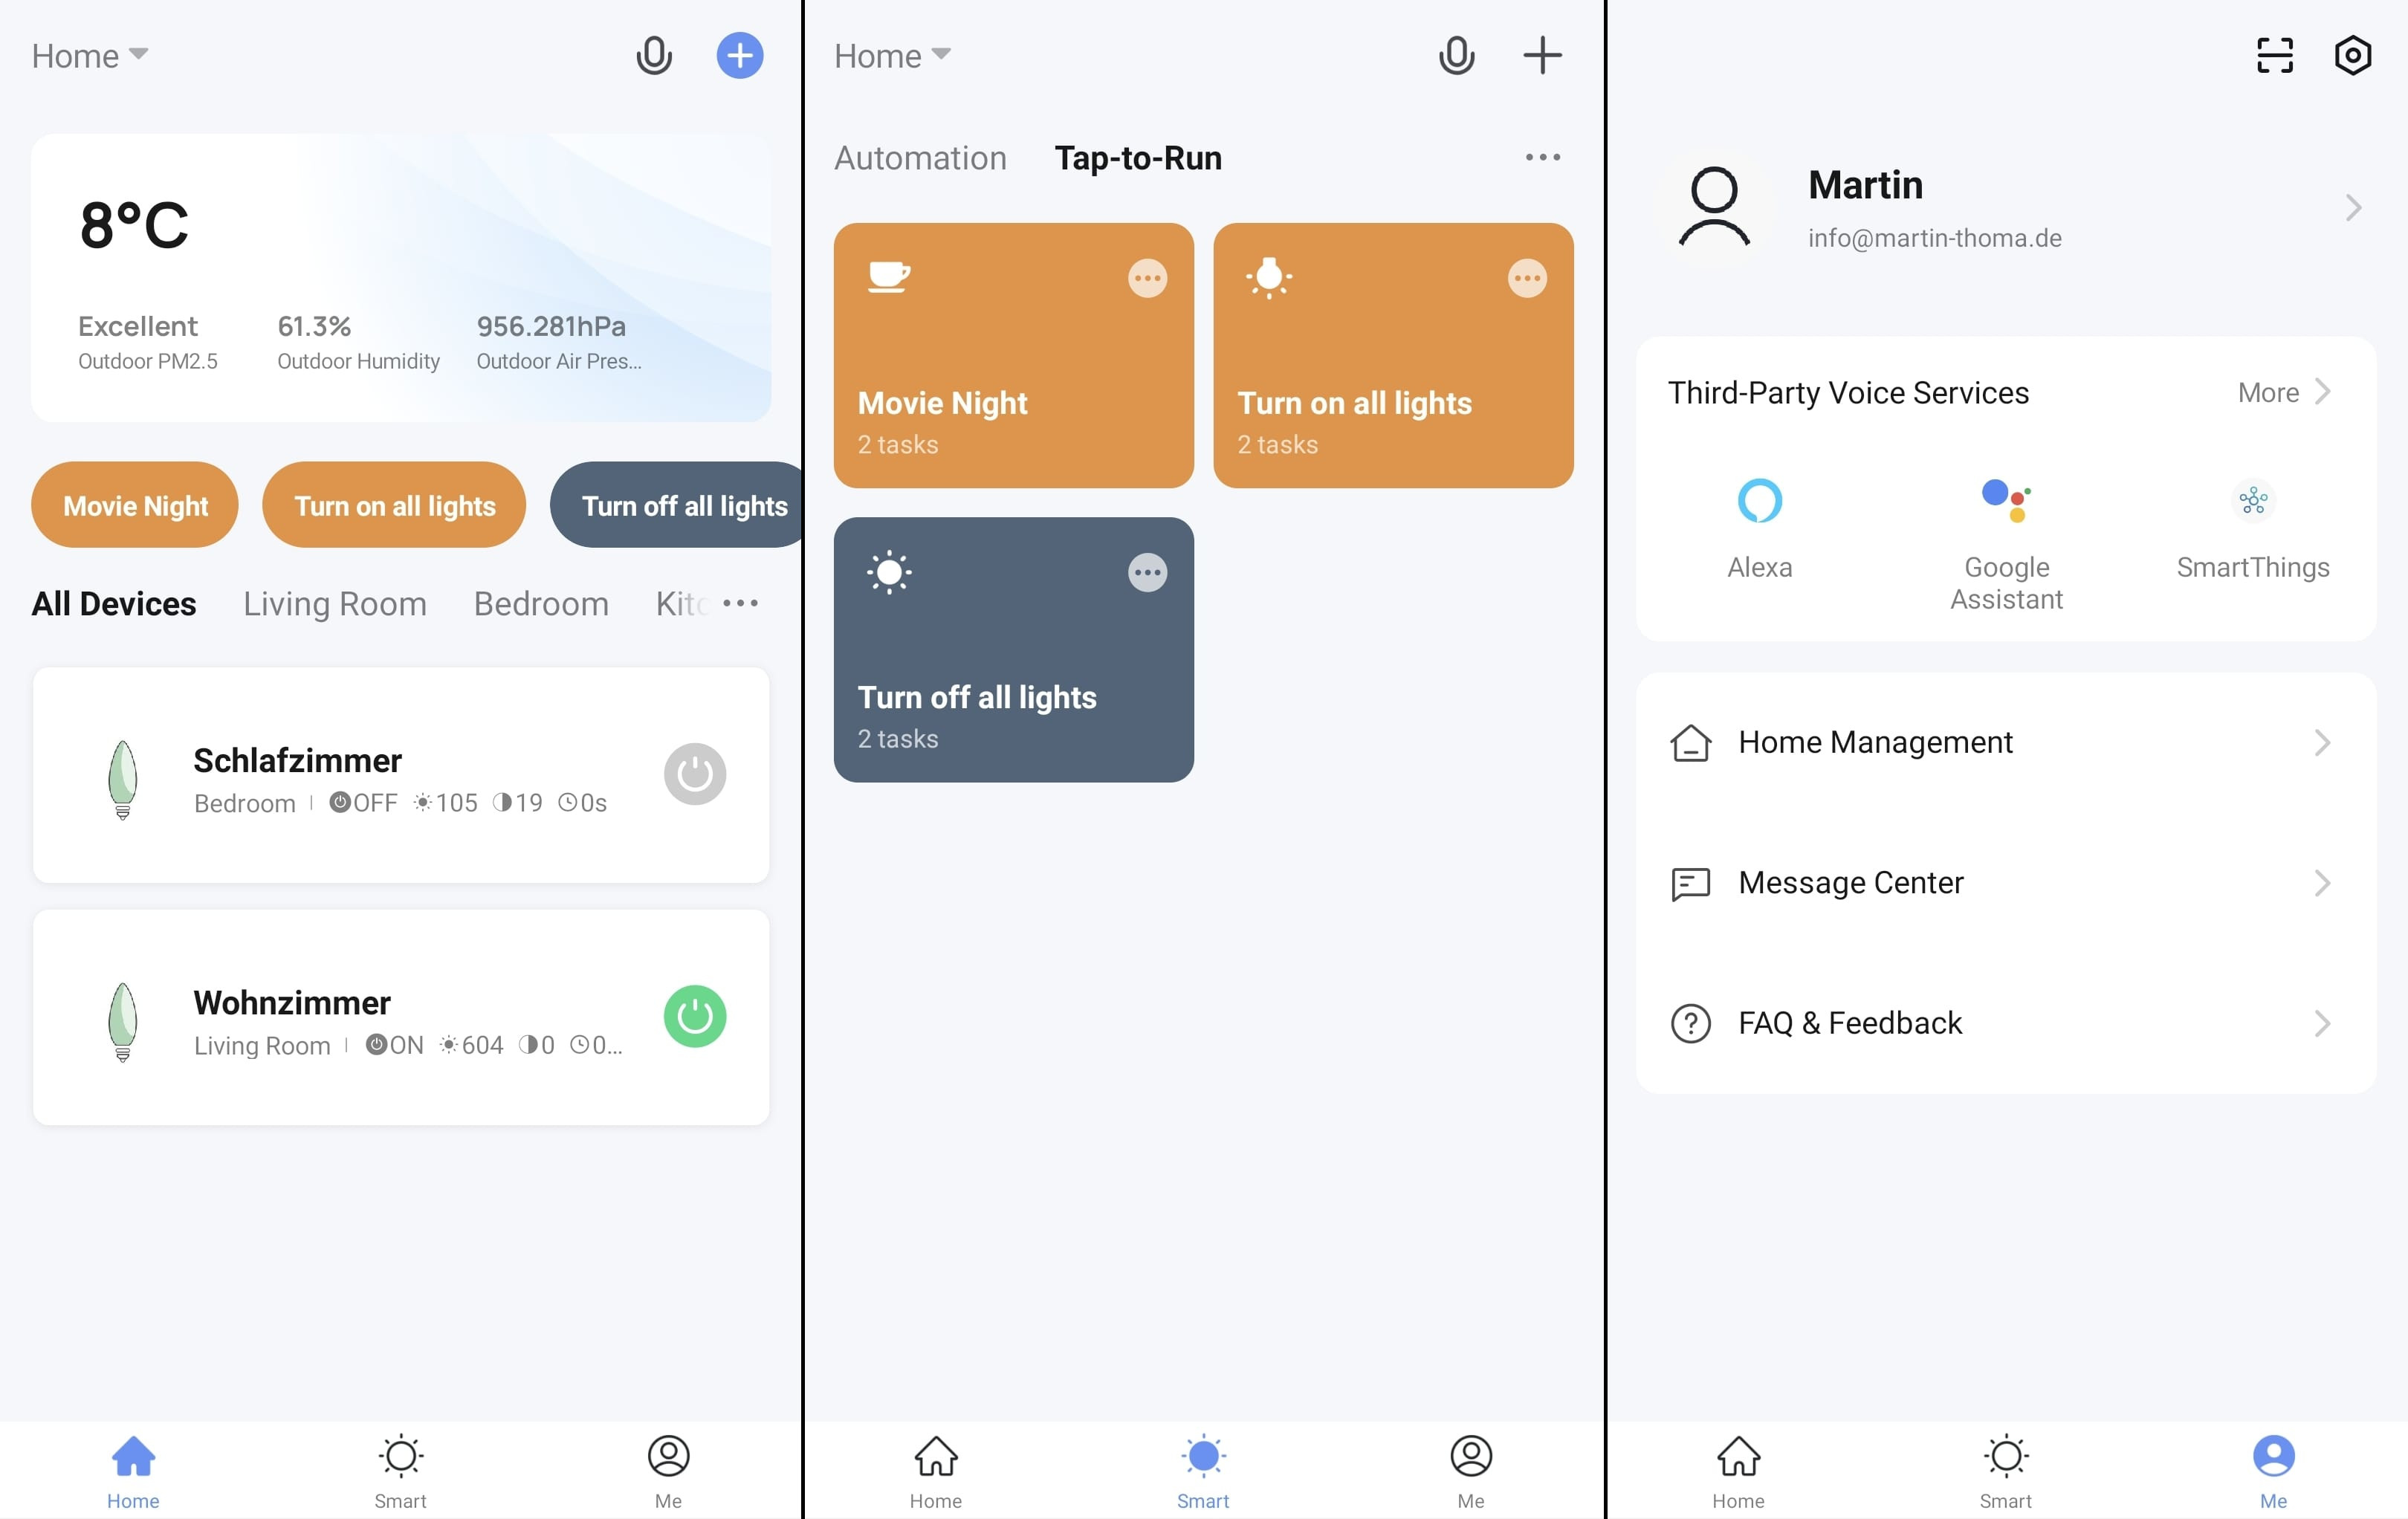 Home
8°C
Excellent 61.3% 956.281hPa
Outdoor PM2.5 Outdoor Humidity Outdoor Air Pres...
Movie Night Turn on all lights Turn off all lights
All Devices Living Room Bedroom Kitc
Schlafzimmer
Bedroom OFF 105 19 0s
Wohnzimmer
Living Room ON 604 0 0...
Home Smart Me
Home
Automation Tap-to-Run
Movie Night
2 tasks
Turn on all lights
2 tasks
Turn off all lights
2 tasks
Home Smart Me
Martin
info@martin-thoma.de
Third-Party Voice Services More
Alexa
Google
Assistant
SmartThings
Home Management
Message Center
FAQ & Feedback
Home Smart Me